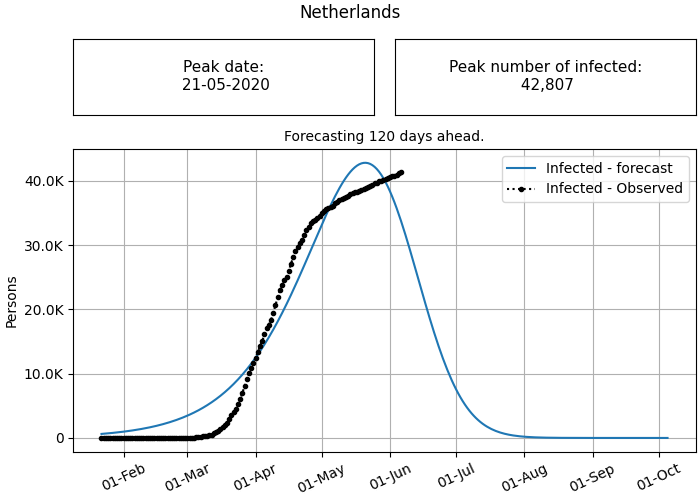 Netherlands
Peak date:
21-05-2020
Peak number of infected:
42,807
Forecasting 120 days ahead.
Infected - forecast
Infected - Observed
Persons
40.0K
30.0K
20.0K
10.0K
0
01-Feb
01-Mar
01-Apr
01-May
01-Jun
01-Jul
01-Aug
01-Sep
01-Oct